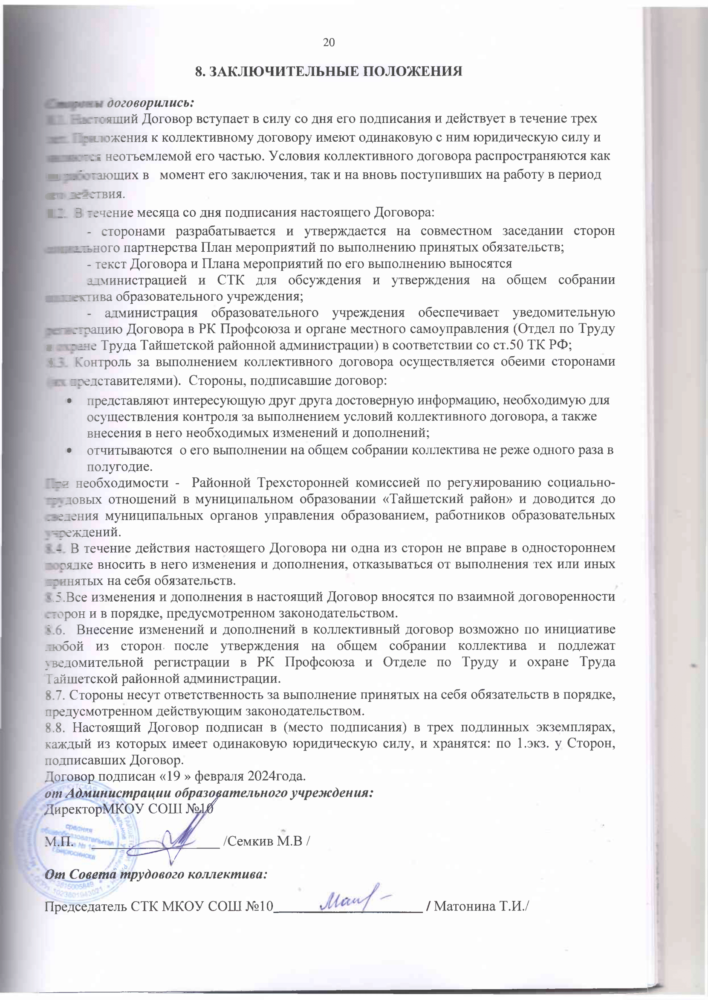 20
8. ЗАКЛЮЧИТЕЛЬНЫЕ ПОЛОЖЕНИЯ
Стороны договорились:
8.1. Настоящий Договор вступает в силу со дня его подписания и действует в течение трех
лет. Приложения к коллективному договору имеют одинаковую с ним юридическую силу и
являются неотъемлемой его частью. Условия коллективного договора распространяются как
на работающих в момент его заключения, так и на вновь поступивших на работу в период
его действия.
8.2. В течение месяца со дня подписания настоящего Договора:
- сторонами разрабатывается и утверждается на совместном заседании сторон
социального партнерства План мероприятий по выполнению принятых обязательств;
- текст Договора и Плана мероприятий по его выполнению выносятся
администрацией и СТК для обсуждения и утверждения на общем собрании
коллектива образовательного учреждения;
- администрация образовательного учреждения обеспечивает уведомительную
регистрацию Договора в РК Профсоюза и органе местного самоуправления (Отдел по Труду
и охране Труда Тайшетской районной администрации) в соответствии со ст.50 ТК РФ;
8.3. Контроль за выполнением коллективного договора осуществляется обеими сторонами
(их представителями). Стороны, подписавшие договор:
• представляют интересующую друг друга достоверную информацию, необходимую для
осуществления контроля за выполнением условий коллективного договора, а также
внесения в него необходимых изменений и дополнений;
• отчитываются о его выполнении на общем собрании коллектива не реже одного раза в
полугодие.
При необходимости - Районной Трехсторонней комиссией по регулированию социально-
трудовых отношений в муниципальном образовании «Тайшетский район» и доводится до
сведения муниципальных органов управления образованием, работников образовательных
учреждений.
8.4. В течение действия настоящего Договора ни одна из сторон не вправе в одностороннем
порядке вносить в него изменения и дополнения, отказываться от выполнения тех или иных
принятых на себя обязательств.
8.5.Все изменения и дополнения в настоящий Договор вносятся по взаимной договоренности
сторон и в порядке, предусмотренном законодательством.
8.6. Внесение изменений и дополнений в коллективный договор возможно по инициативе
любой из сторон после утверждения на общем собрании коллектива и подлежат
уведомительной регистрации в РК Профсоюза и Отделе по Труду и охране Труда
Тайшетской районной администрации.
8.7. Стороны несут ответственность за выполнение принятых на себя обязательств в порядке,
предусмотренном действующим законодательством.
8.8. Настоящий Договор подписан в (место подписания) в трех подлинных экземплярах,
каждый из которых имеет одинаковую юридическую силу, и хранятся: по 1.экз. у Сторон,
подписавших Договор.
Договор подписан «19 » февраля 2024года.
от Администрации образовательного учреждения:
ДиректорМКОУ СОШ №10
средняя
общеобразовательная
М.П. /Семкив М.В /
От Совета трудового коллектива:
1023801943021
Председатель СТК МКОУ СОШ №10 / Матонина Т.И./